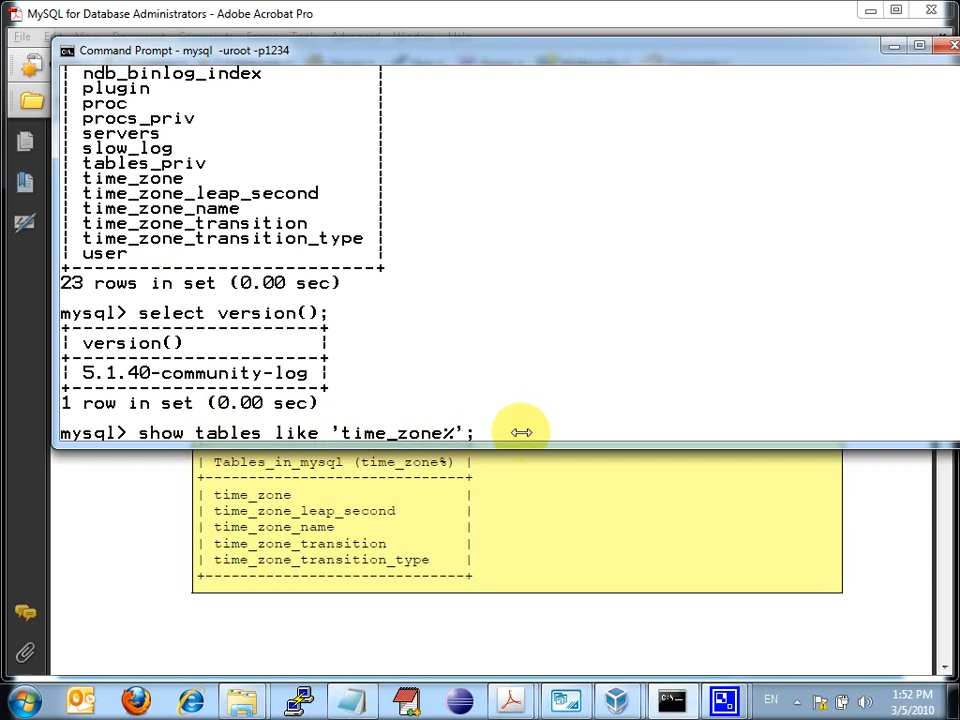 MySQL for Database Administrators - Adobe Acrobat Pro
File
Command Prompt - mysql -uroot -p1234
| ndb_binlog_index |
| plugin |
| proc |
| procs_priv |
| servers |
| slow_log |
| tables_priv |
| time_zone |
| time_zone_leap_second |
| time_zone_name |
| time_zone_transition |
| time_zone_transition_type |
| user |
+----------------------------+
23 rows in set (0.00 sec)
mysql> select version();
+-----------------------+
| version() |
+-----------------------+
| 5.1.40-community-log |
+-----------------------+
1 row in set (0.00 sec)
mysql> show tables like 'time_zone%';
| Tables_in_mysql (time_zone%) |
+------------------------------+
| time_zone |
| time_zone_leap_second |
| time_zone_name |
| time_zone_transition |
| time_zone_transition_type |
+------------------------------+
EN
1:52 PM
3/5/2010